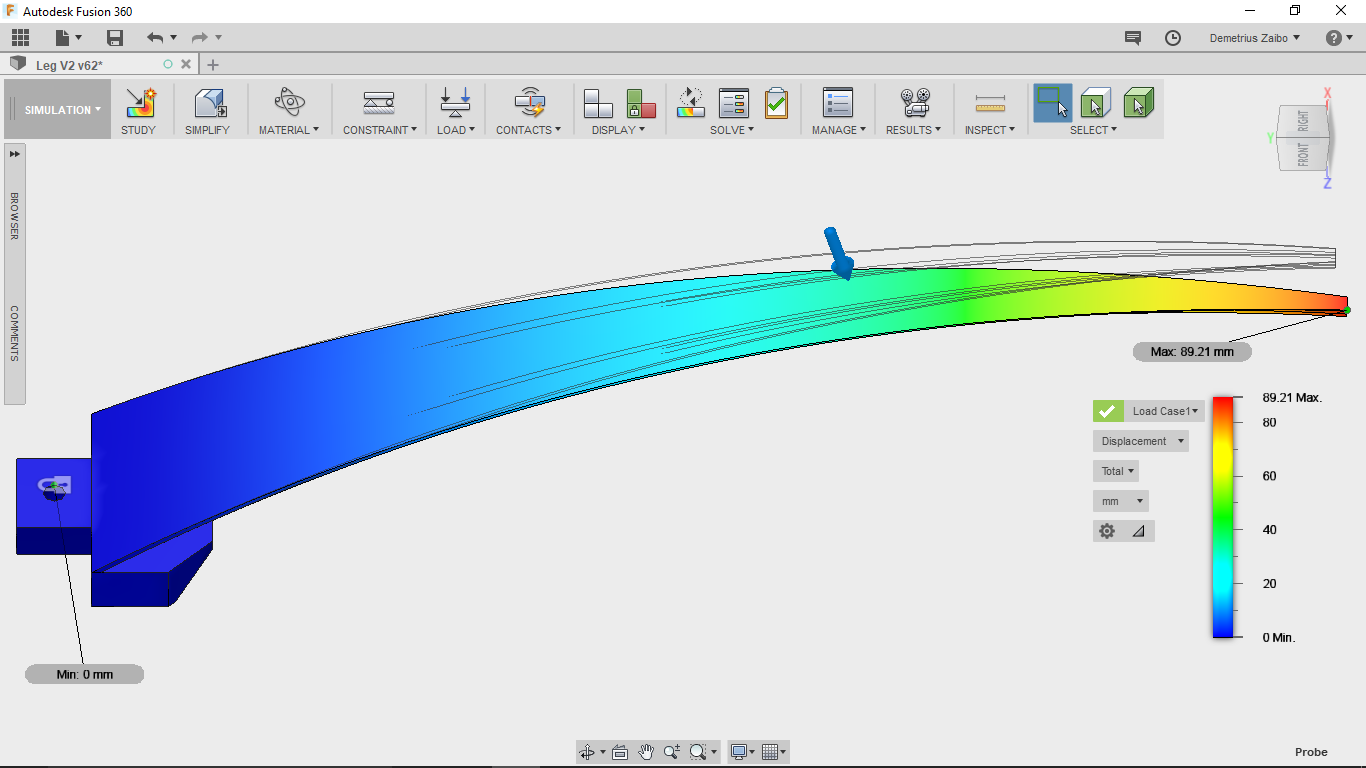 F Autodesk Fusion 360
Demetrius Zaibo
?
Leg V2 v62*
SIMULATION
STUDY
SIMPLIFY
MATERIAL
CONSTRAINT
LOAD
CONTACTS
DISPLAY
SOLVE
MANAGE
RESULTS
INSPECT
SELECT
BROWSER
COMMENTS
X
Y
RIGHT
FRONT
Z
Max: 89.21 mm
Load Case1
Displacement
Total
mm
89.21 Max.
80
60
40
20
0 Min.
Min: 0 mm
Probe